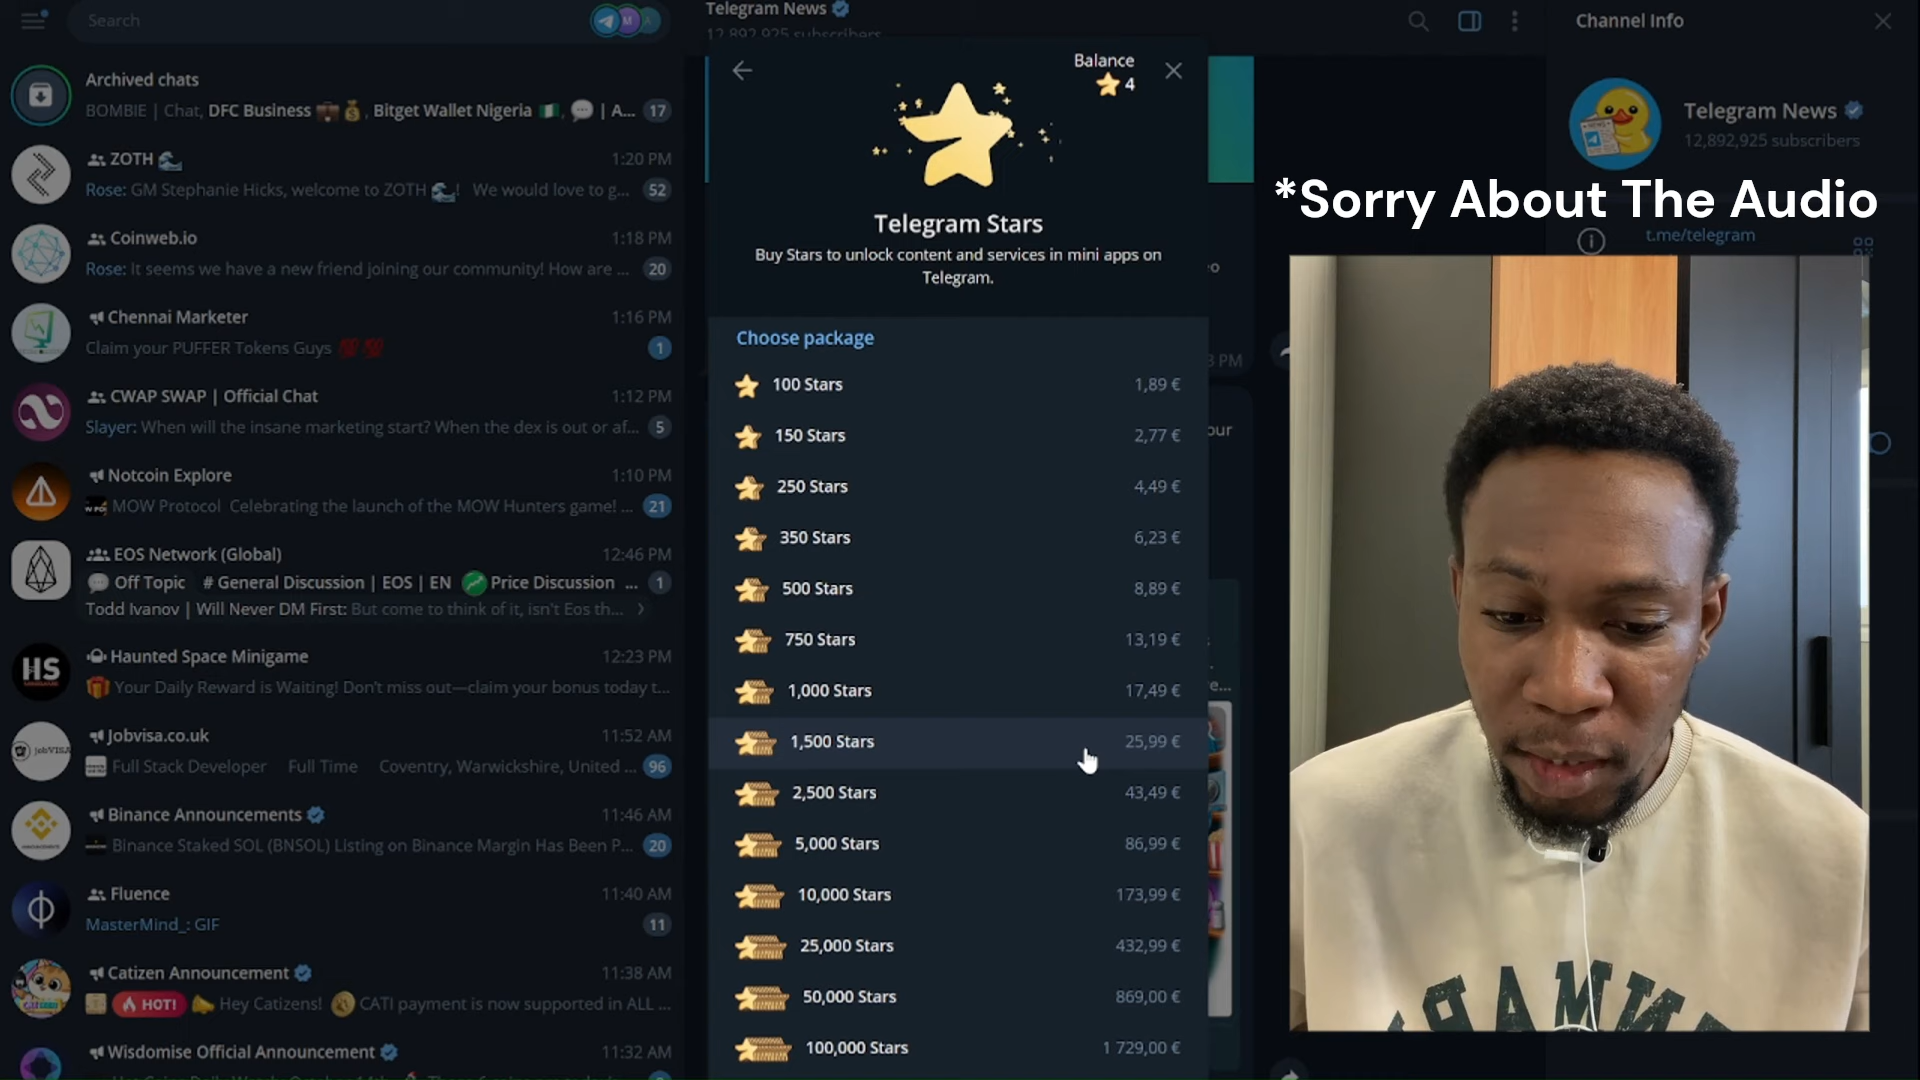 Search
Archived chats
BOMBIE | Chat, DFC Business 💼💰, Bitget Wallet Nigeria 🇳🇬, 💬 | A... 17
ZOTH 🌊 1:20 PM
Rose: GM Stephanie Hicks, welcome to ZOTH 🌊! We would love to g... 52
Coinweb.io 1:18 PM
Rose: It seems we have a new friend joining our community! How are ... 20
Chennai Marketer 1:16 PM
Claim your PUFFER Tokens Guys 💯💯 1
CWAP SWAP | Official Chat 1:12 PM
Slayer: When will the insane marketing start? When the dex is out or af... 5
Notcoin Explore 1:10 PM
MOW Protocol Celebrating the launch of the MOW Hunters game! ... 21
EOS Network (Global) 12:46 PM
💬 Off Topic # General Discussion | EOS | EN Price Discussion ... 1
Todd Ivanov | Will Never DM First: But come to think of it, isn't Eos th...
HS
Haunted Space Minigame 12:23 PM
🎁 Your Daily Reward is Waiting! Don't miss out—claim your bonus today t...
Jobvisa.co.uk 11:52 AM
Full Stack Developer Full Time Coventry, Warwickshire, United ... 96
Binance Announcements 11:46 AM
Binance Staked SOL (BNSOL) Listing on Binance Margin Has Been P... 20
Fluence 11:40 AM
MasterMind_: GIF 11
Catizen Announcement 11:38 AM
🔥 HOT! Hey Catizens! CATI payment is now supported in ALL ...
Wisdomise Official Announcement 11:32 AM
Telegram News
12,892,925 subscribers
Balance
4
Telegram Stars
Buy Stars to unlock content and services in mini apps on
Telegram.
Choose package
100 Stars 1,89 €
150 Stars 2,77 €
250 Stars 4,49 €
350 Stars 6,23 €
500 Stars 8,89 €
750 Stars 13,19 €
1,000 Stars 17,49 €
1,500 Stars 25,99 €
2,500 Stars 43,49 €
5,000 Stars 86,99 €
10,000 Stars 173,99 €
25,000 Stars 432,99 €
50,000 Stars 869,00 €
100,000 Stars 1 729,00 €
Channel Info
Telegram News
12,892,925 subscribers
*Sorry About The Audio
t.me/telegram